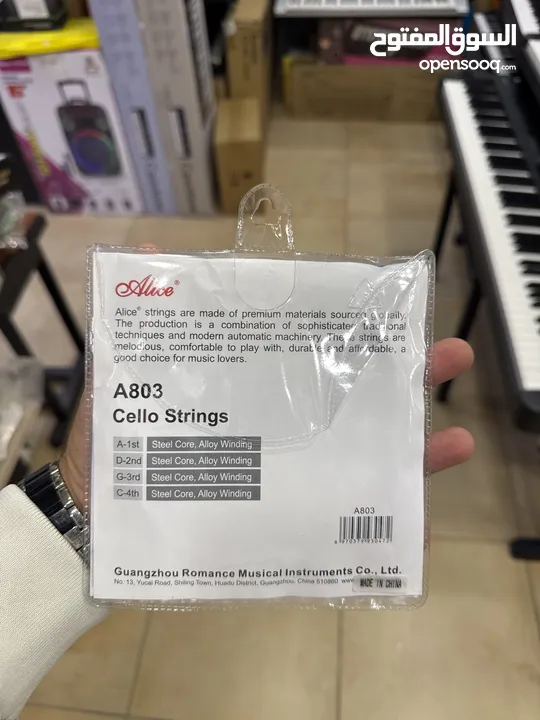 السوق المفتوح
opensooq.com
Alice®
Alice® strings are made of premium materials sourced globally.
The production is a combination of sophisticated traditional
techniques and modern automatic machinery. These strings are
melodious, comfortable to play with, durable and affordable, a
good choice for music lovers.
A803
Cello Strings
A-1st Steel Core, Alloy Winding
D-2nd Steel Core, Alloy Winding
G-3rd Steel Core, Alloy Winding
C-4th Steel Core, Alloy Winding
A803
Guangzhou Romance Musical Instruments Co., Ltd.
No. 13, Yucai Road, Shiling Town, Huadu District, Guangzhou, China 510860 www.
MADE IN CHINA